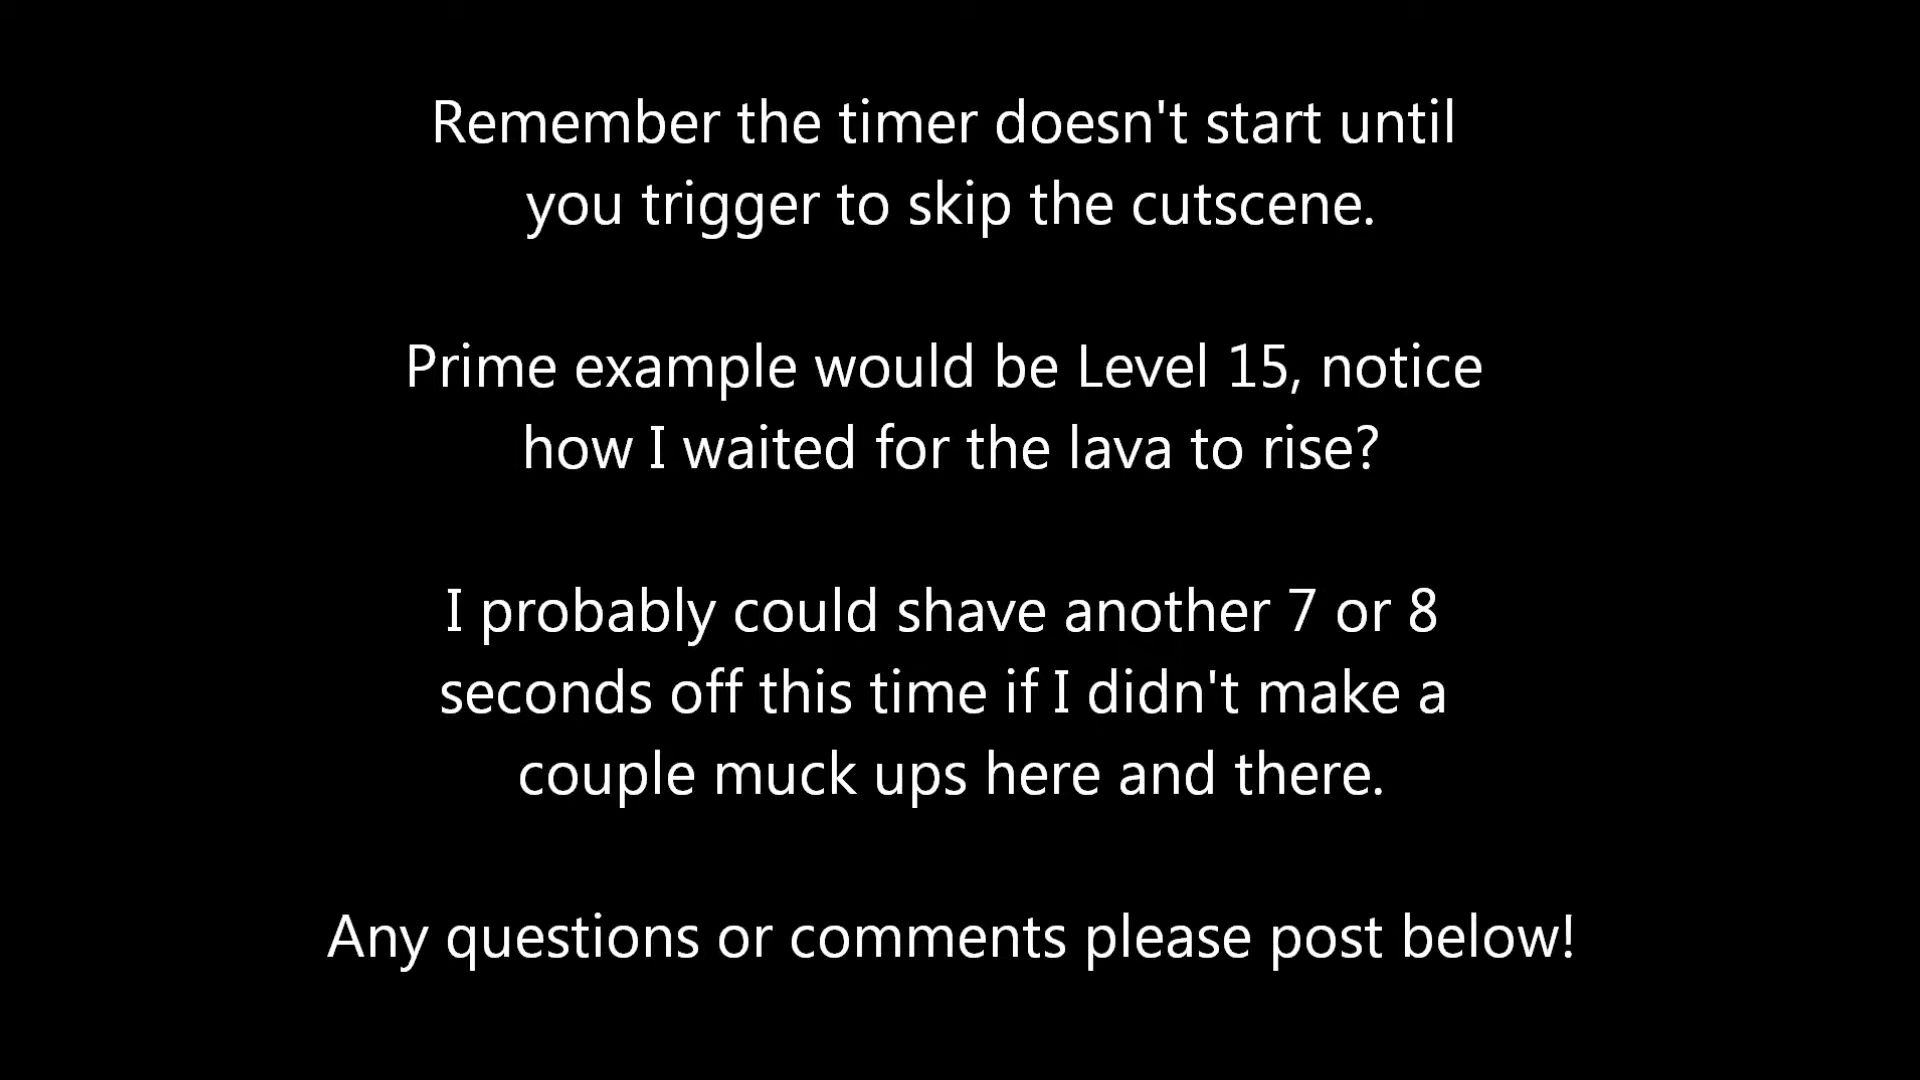 Remember the timer doesn't start until
you trigger to skip the cutscene.
Prime example would be Level 15, notice
how I waited for the lava to rise?
I probably could shave another 7 or 8
seconds off this time if I didn't make a
couple muck ups here and there.
Any questions or comments please post below!